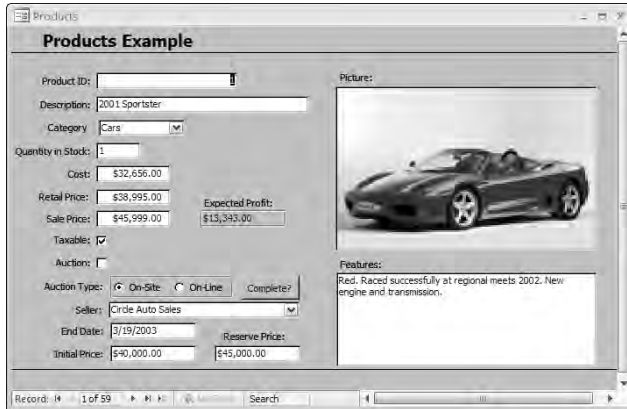 Products
Products Example
Product ID: 1
Description: 2001 Sportster
Category Cars
Quantity in Stock: 1
Cost: $32,656.00
Retail Price: $38,995.00
Sale Price: $45,999.00
Expected Profit:
$13,343.00
Taxable:
Auction:
Auction Type: On-Site On-Line Complete?
Seller: Circle Auto Sales
End Date: 3/19/2003
Initial Price: $40,000.00
Reserve Price:
$45,000.00
Picture:
Features:
Red. Raced successfully at regional meets 2002. New
engine and transmission.
Record: 1 of 59 Search